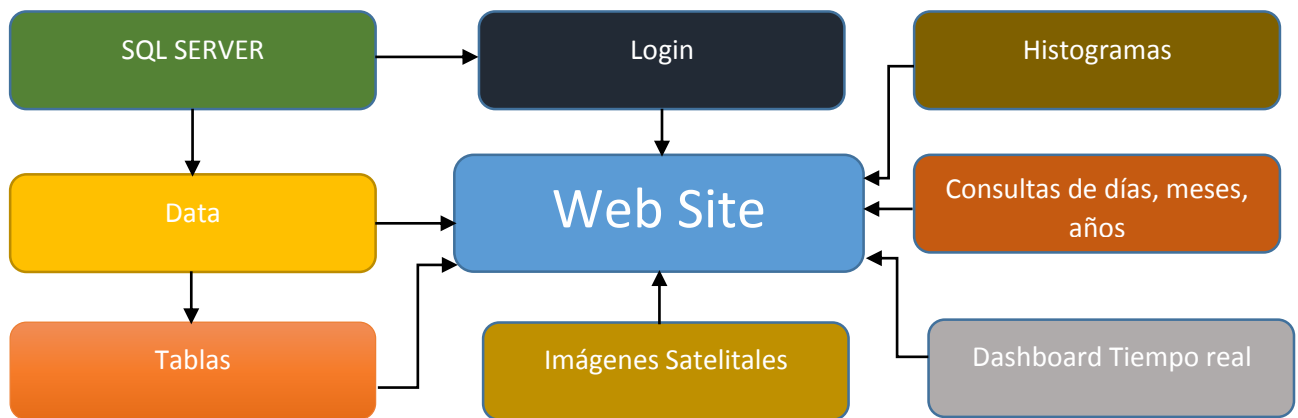 SQL SERVER
Login
Histogramas
Data
Web Site
Consultas de días, meses,
años
Tablas
Imágenes Satelitales
Dashboard Tiempo real